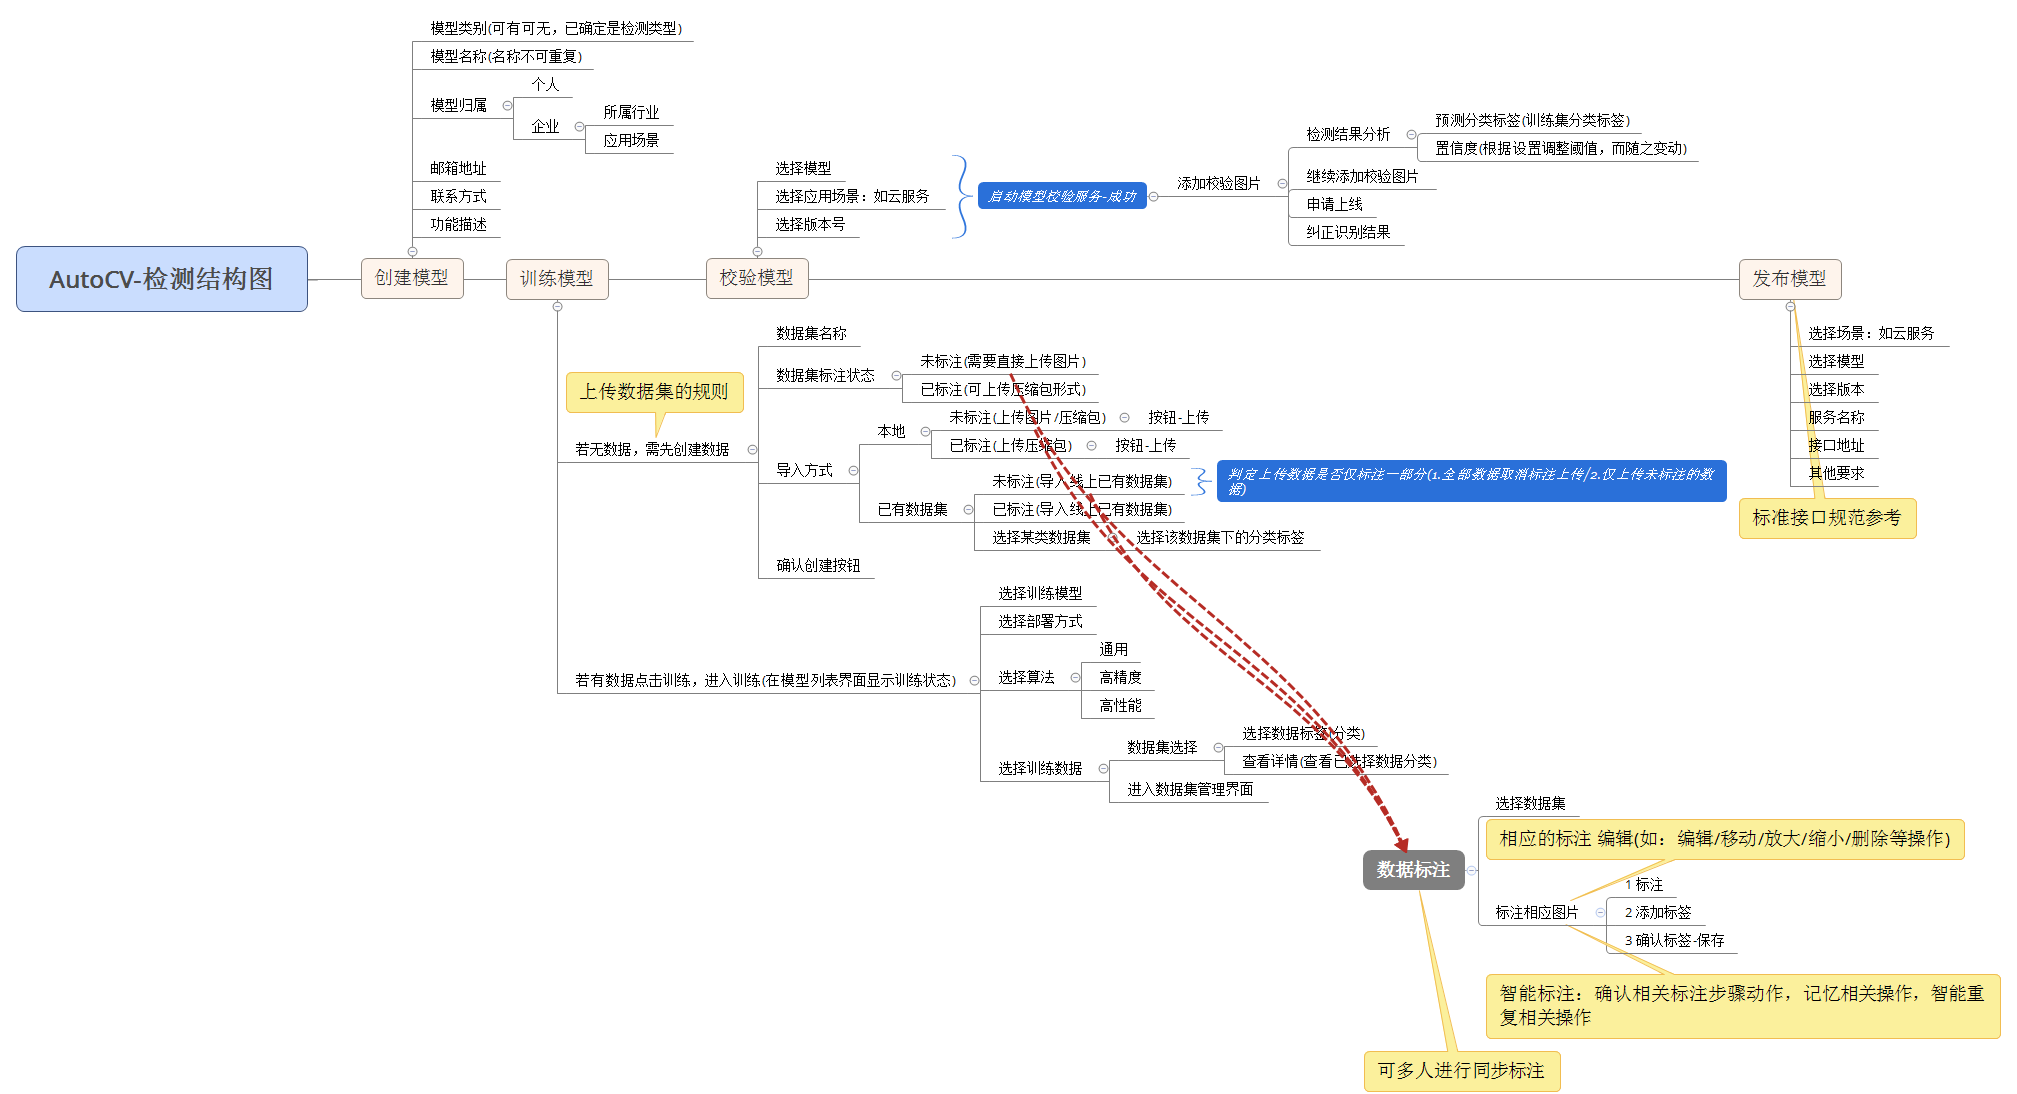 AutoCV-检测结构图
创建模型
模型类别(可有可无，已确定是检测类型)
模型名称(名称不可重复)
模型归属
个人
企业
所属行业
应用场景
邮箱地址
联系方式
功能描述
训练模型
上传数据集的规则
若无数据，需先创建数据
数据集名称
数据集标注状态
未标注(需要直接上传图片)
已标注(可上传压缩包形式)
导入方式
本地
未标注(上传图片/压缩包)
按钮-上传
已标注(上传压缩包)
按钮-上传
已有数据集
未标注(导入线上已有数据集)
判定上传数据是否仅标注一部分(1.全部数据取消标注上传/2.仅上传未标注的数
据)
已标注(导入线上已有数据集)
选择某类数据集
选择该数据集下的分类标签
确认创建按钮
若有数据点击训练，进入训练(在模型列表界面显示训练状态)
选择训练模型
选择部署方式
选择算法
通用
高精度
高性能
选择训练数据
数据集选择
选择数据标签(分类)
查看详情(查看已选择数据分类)
进入数据集管理界面
校验模型
选择模型
选择应用场景：如云服务
选择版本号
启动模型校验服务-成功
添加校验图片
检测结果分析
预测分类标签(训练集分类标签)
置信度(根据设置调整阈值，而随之变动)
继续添加校验图片
申请上线
纠正识别结果
发布模型
选择场景：如云服务
选择模型
选择版本
服务名称
接口地址
其他要求
标准接口规范参考
数据标注
选择数据集
相应的标注 编辑(如：编辑/移动/放大/缩小/删除等操作)
标注相应图片
1 标注
2 添加标签
3 确认标签-保存
智能标注：确认相关标注步骤动作，记忆相关操作，智能重
复相关操作
可多人进行同步标注